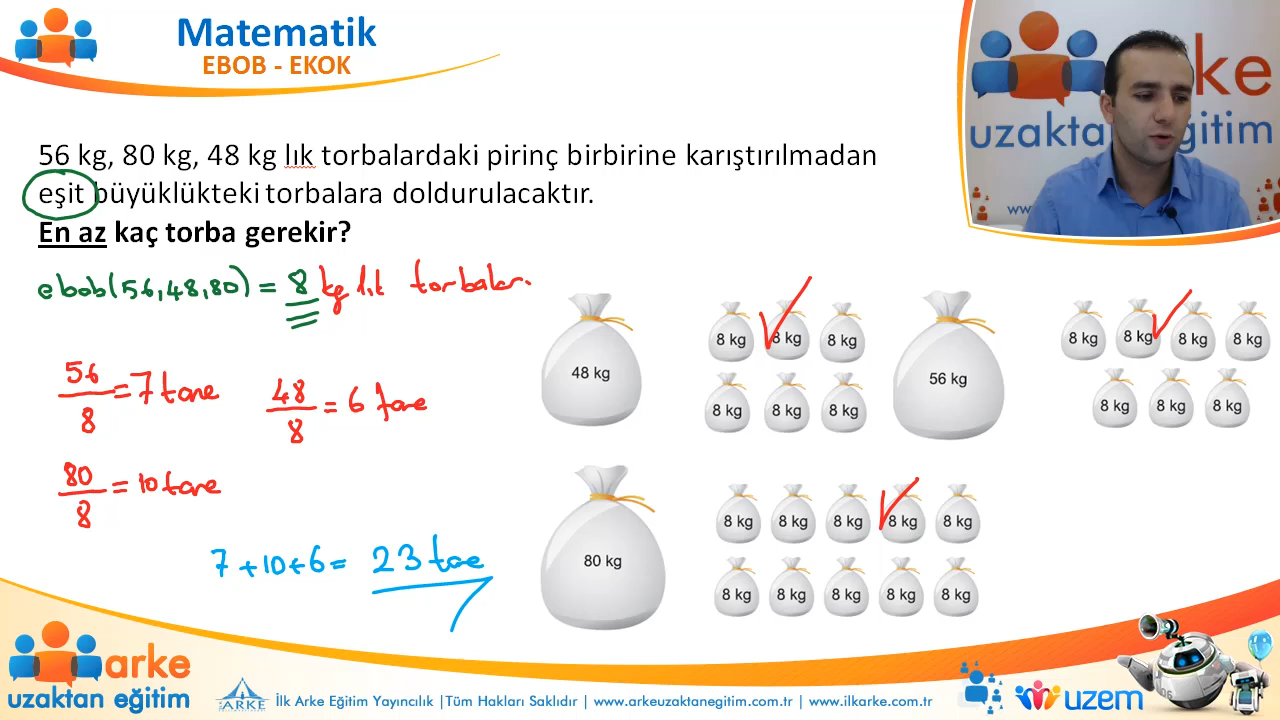 Matematik
EBOB - EKOK
arke
uzaktan eğitim
www.
56 kg, 80 kg, 48 kg lık torbalardaki pirinç birbirine karıştırılmadan
eşit büyüklükteki torbalara doldurulacaktır.
En az kaç torba gerekir?
ebob(56,48,80) = 8 kg lık torbalar.
56/8 = 7 tane
48/8 = 6 tane
80/8 = 10 tane
7+10+6= 23 tane
48 kg
8 kg 8 kg 8 kg
8 kg 8 kg 8 kg
56 kg
8 kg 8 kg 8 kg 8 kg
8 kg 8 kg 8 kg
80 kg
8 kg 8 kg 8 kg 8 kg 8 kg
8 kg 8 kg 8 kg 8 kg 8 kg
arke
uzaktan eğitim
ARKE
İlk Arke Eğitim Yayıncılık |Tüm Hakları Saklıdır | www.arkeuzaktanegitim.com.tr | www.ilkarke.com.tr
uzem